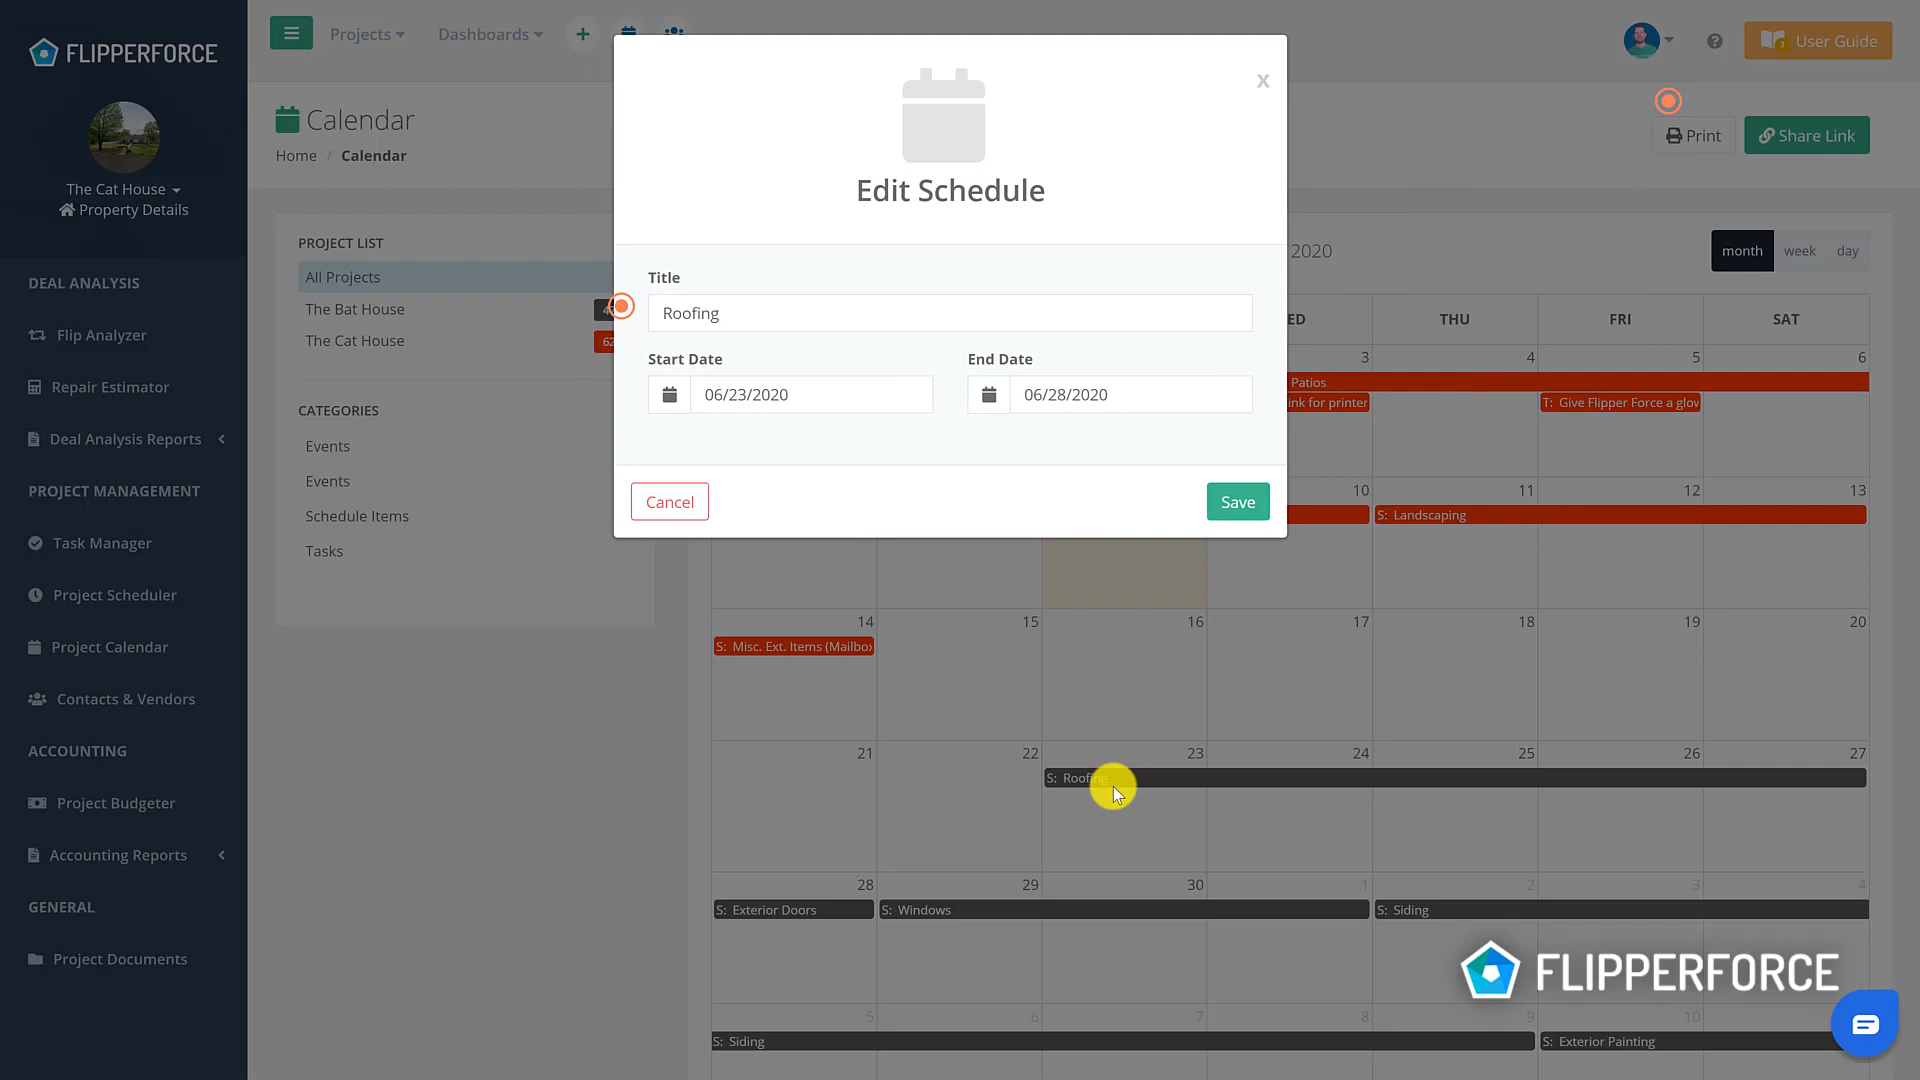 FLIPPERFORCE
The Cat House
Property Details
DEAL ANALYSIS
Flip Analyzer
Repair Estimator
Deal Analysis Reports
PROJECT MANAGEMENT
Task Manager
Project Scheduler
Project Calendar
Contacts & Vendors
ACCOUNTING
Project Budgeter
Accounting Reports
GENERAL
Project Documents
Projects
Dashboards
User Guide
Calendar
Home / Calendar
Print
Share Link
PROJECT LIST
All Projects
The Bat House
The Cat House
62
CATEGORIES
Events
Events
Schedule Items
Tasks
x
Edit Schedule
Title
Roofing
Start Date
End Date
06/23/2020
06/28/2020
Cancel
Save
2020
month
week
day
ED
THU
FRI
SAT
3
4
5
6
Patios
ink for printer
T: Give Flipper Force a glov
10
11
12
13
S: Landscaping
14
15
16
17
18
19
20
S: Misc. Ext. Items (Mailbox
21
22
23
24
25
26
27
S: Roofing
28
29
30
1
2
3
4
S: Exterior Doors
S: Windows
S: Siding
5
6
7
8
9
10
S: Siding
S: Exterior Painting
FLIPPERFORCE